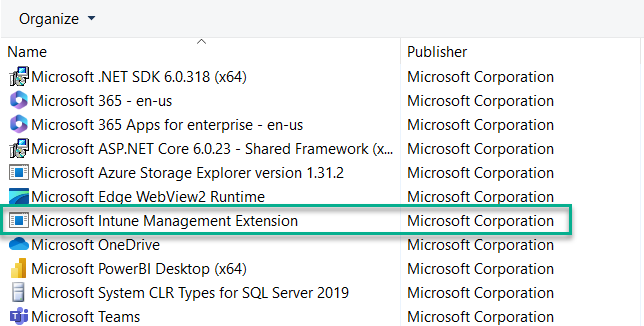 Organize
Name Publisher
Microsoft .NET SDK 6.0.318 (x64) Microsoft Corporation
Microsoft 365 - en-us Microsoft Corporation
Microsoft 365 Apps for enterprise - en-us Microsoft Corporation
Microsoft ASP.NET Core 6.0.23 - Shared Framework (x... Microsoft Corporation
Microsoft Azure Storage Explorer version 1.31.2 Microsoft Corporation
Microsoft Edge WebView2 Runtime Microsoft Corporation
Microsoft Intune Management Extension Microsoft Corporation
Microsoft OneDrive Microsoft Corporation
Microsoft PowerBI Desktop (x64) Microsoft Corporation
Microsoft System CLR Types for SQL Server 2019 Microsoft Corporation
Microsoft Teams Microsoft Corporation